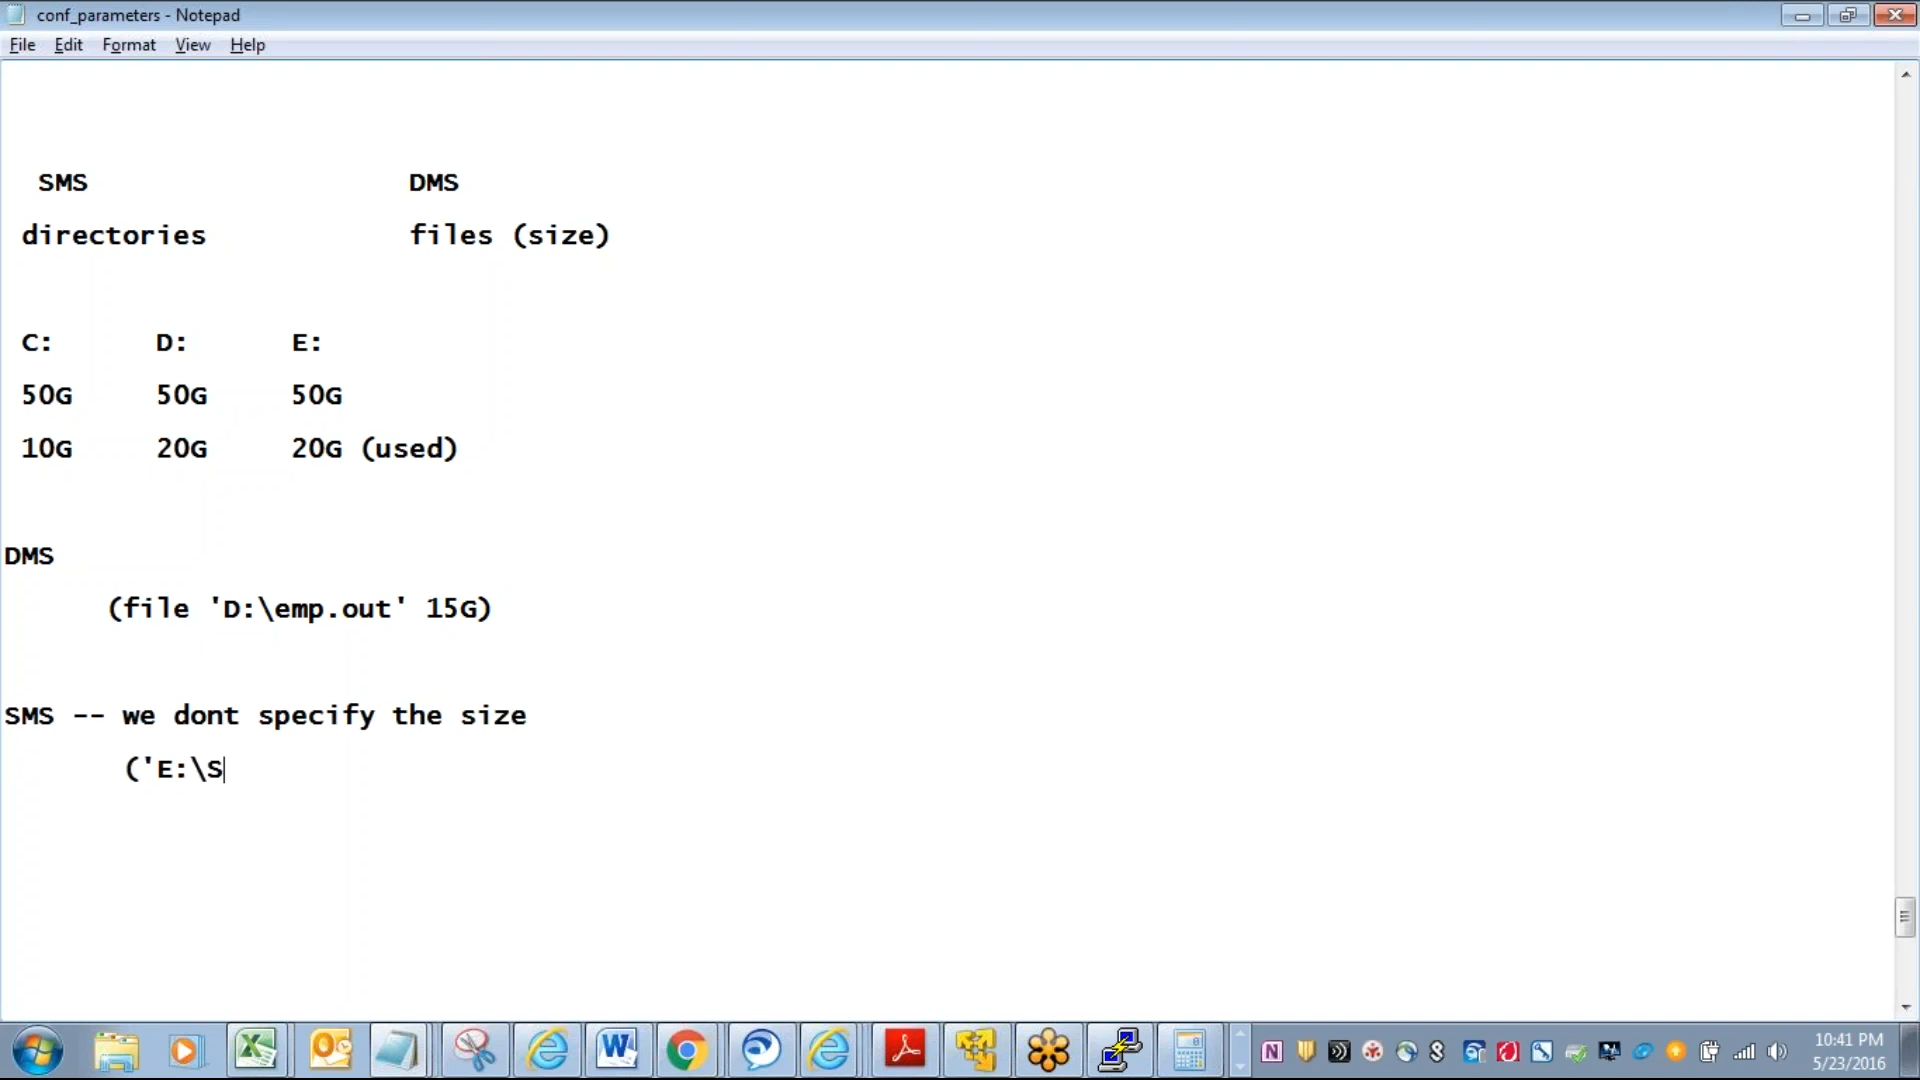 conf_parameters - Notepad
File Edit Format View Help
SMS DMS
directories files (size)
C: D: E:
50G 50G 50G
10G 20G 20G (used)
DMS
(file 'D:\emp.out' 15G)
SMS -- we dont specify the size
('E:\S
10:41 PM
5/23/2016